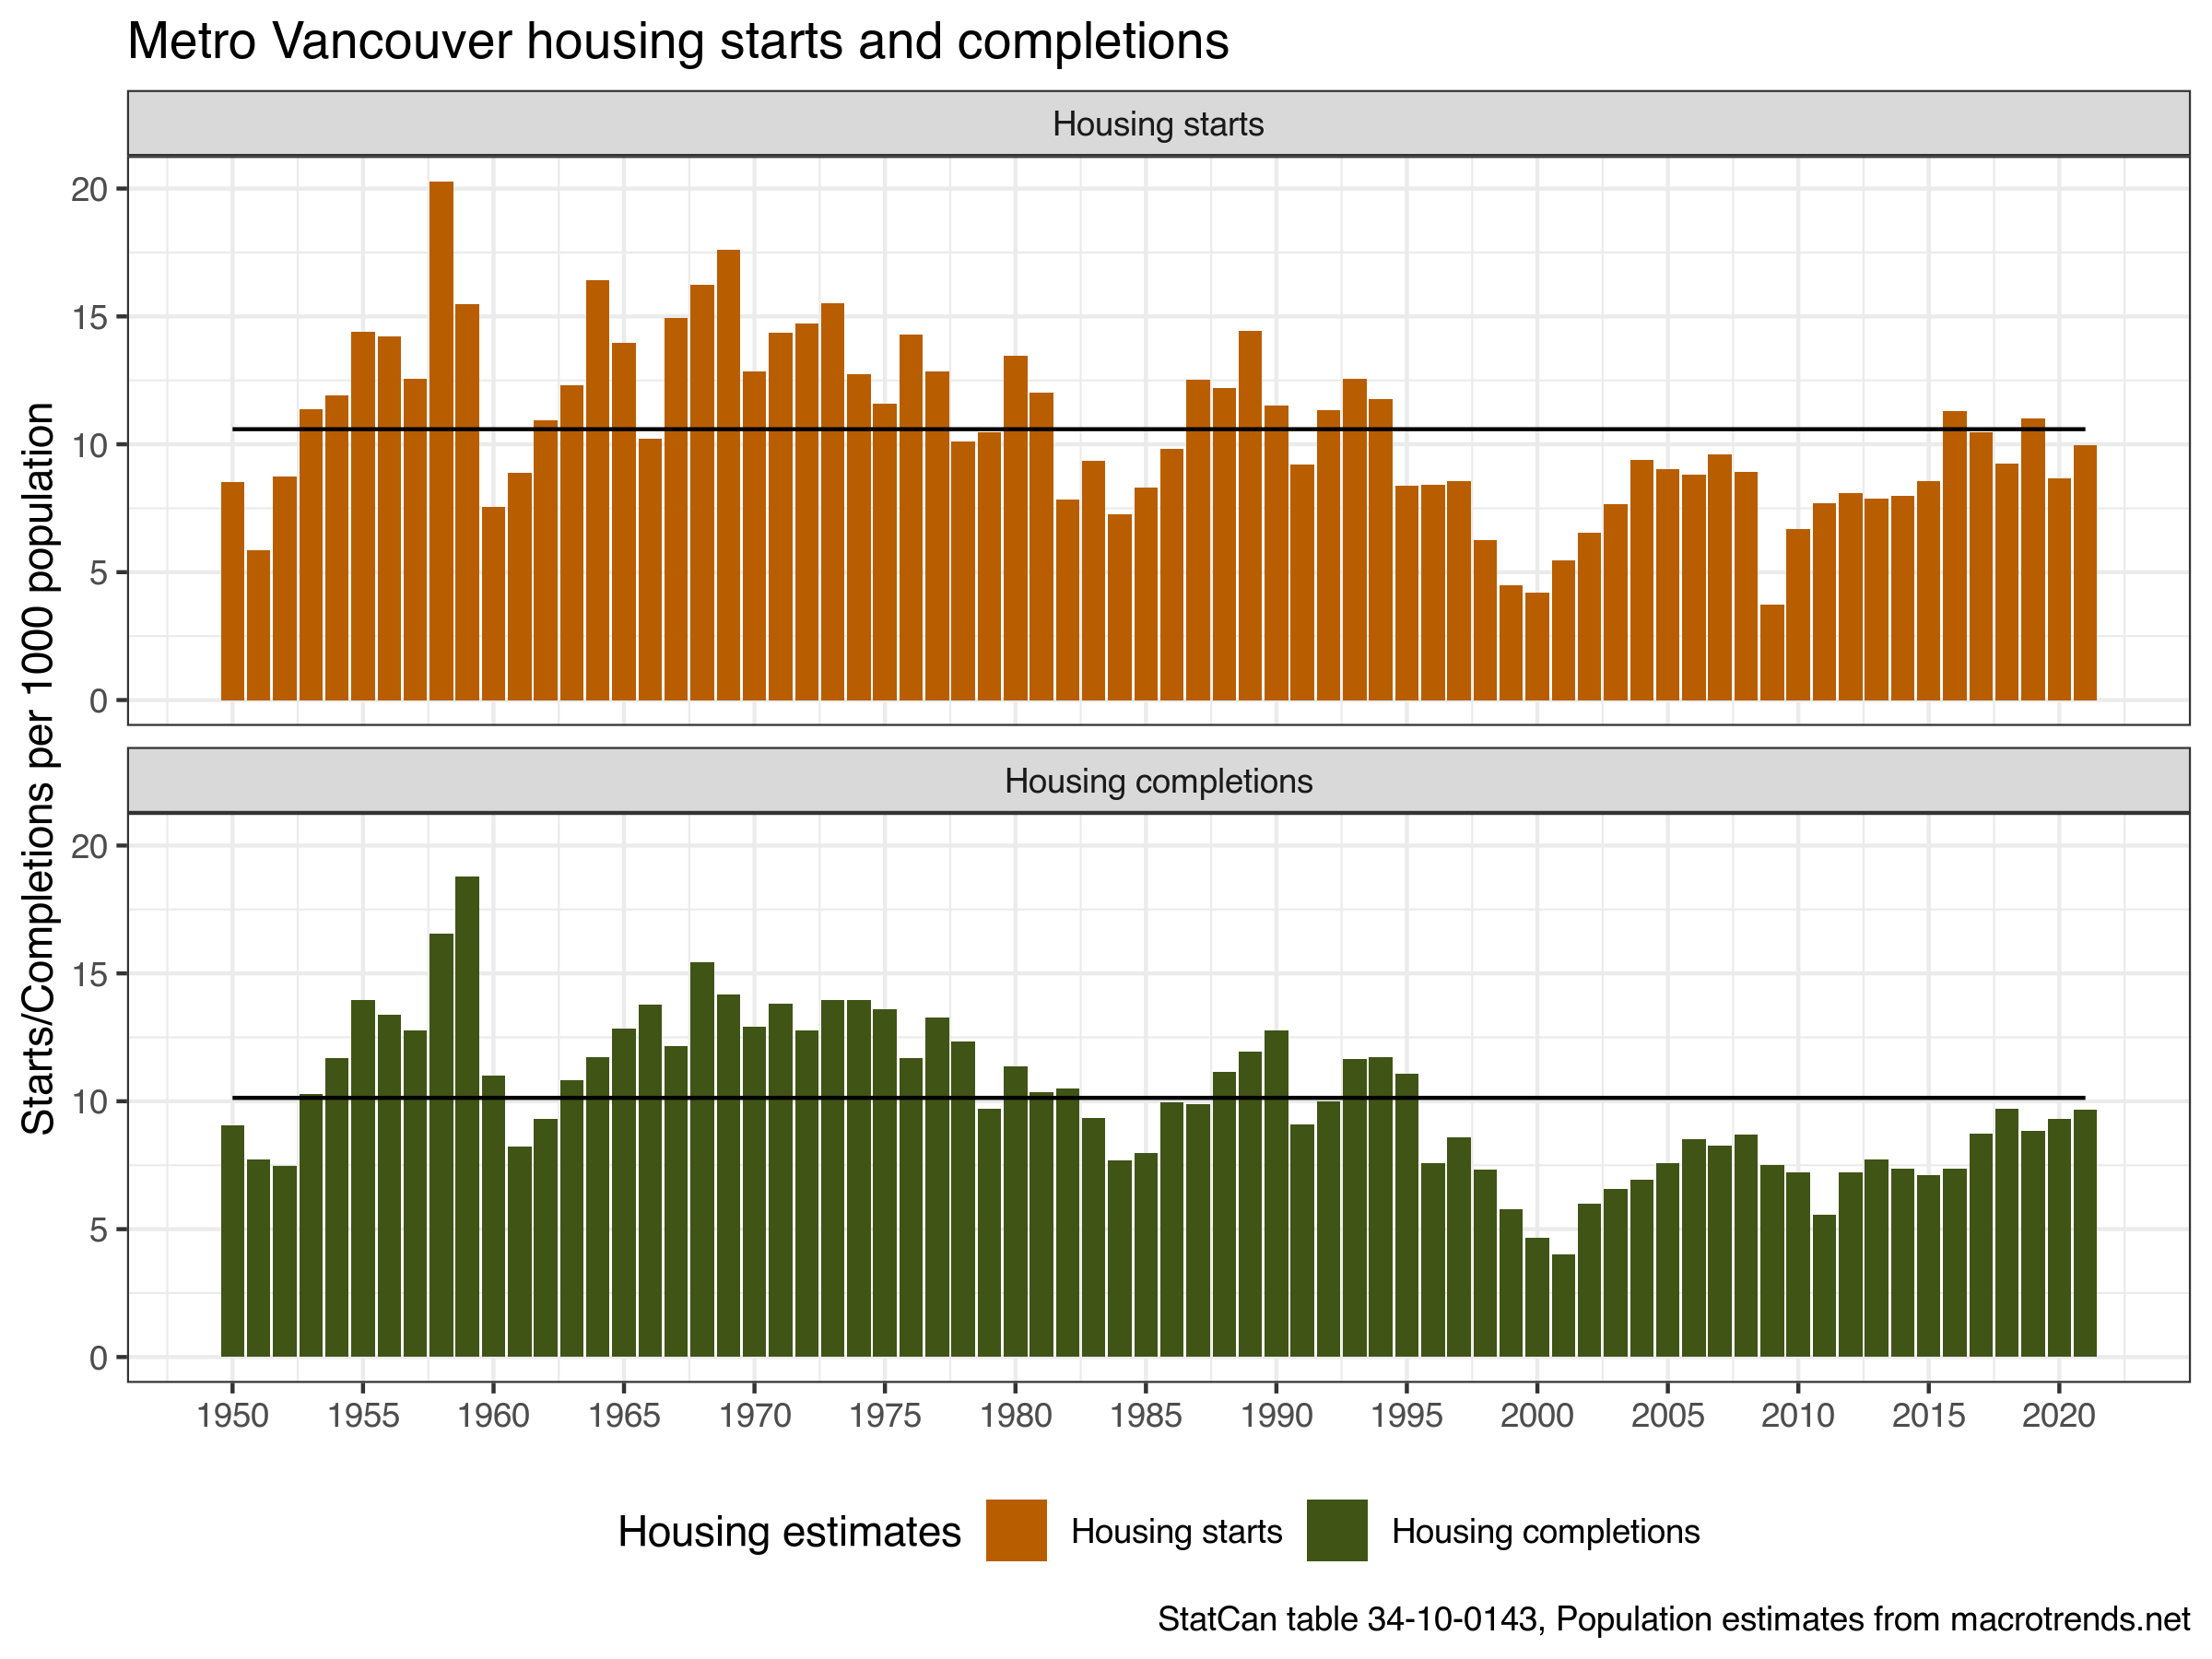 Metro Vancouver housing starts and completions
Housing starts
20
15
10
5
0
Housing completions
20
15
10
5
0
Starts/Completions per 1000 population
1950 1955 1960 1965 1970 1975 1980 1985 1990 1995 2000 2005 2010 2015 2020
Housing estimates Housing starts Housing completions
StatCan table 34-10-0143, Population estimates from macrotrends.net